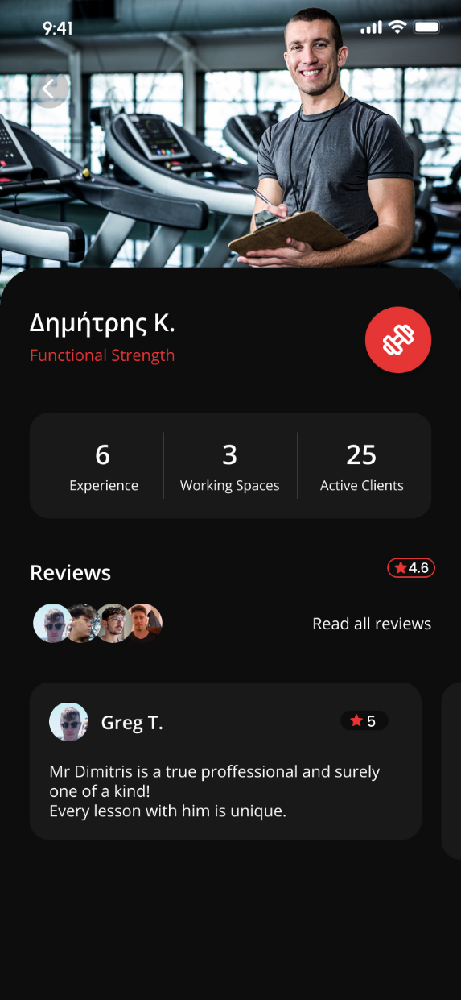 9:41
Δημήτρης Κ.
Functional Strength
6
3
25
Experience
Working Spaces
Active Clients
Reviews
4.6
Read all reviews
Greg T.
5
Mr Dimitris is a true proffessional and surely
one of a kind!
Every lesson with him is unique.